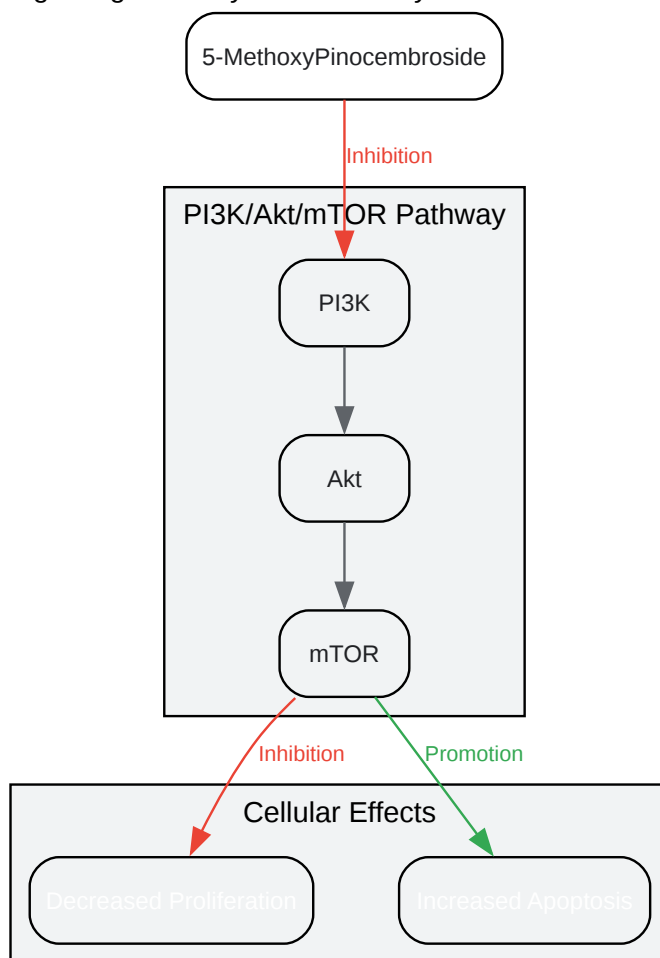 5-MethoxyPinocembroside
Inhibition
PI3K/Akt/mTOR Pathway
PI3K
Akt
mTOR
Inhibition
Promotion
Cellular Effects
Decreased Proliferation
Increased Apoptosis